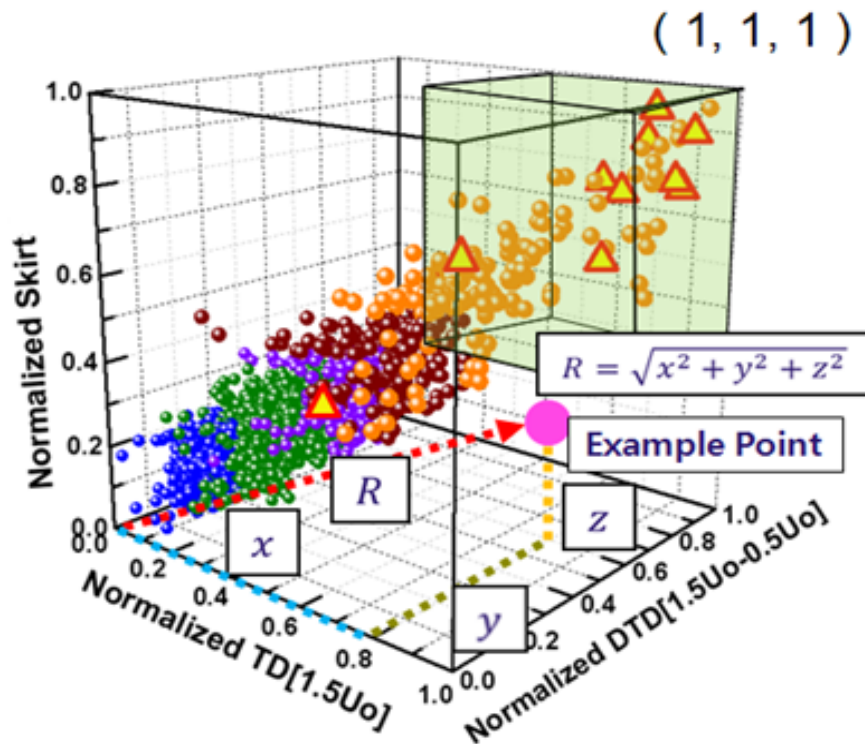 ( 1, 1, 1 )
1.0
0.8
0.6
0.4
0.2
0.0
Normalized Skirt
R = √x² + y² + z²
Example Point
R
x
z
y
0.0
0.2
0.4
0.6
0.8
1.0
Normalized TD[1.5Uo]
0.0
0.2
0.4
0.6
0.8
1.0
Normalized DTD[1.5Uo-0.5Uo]